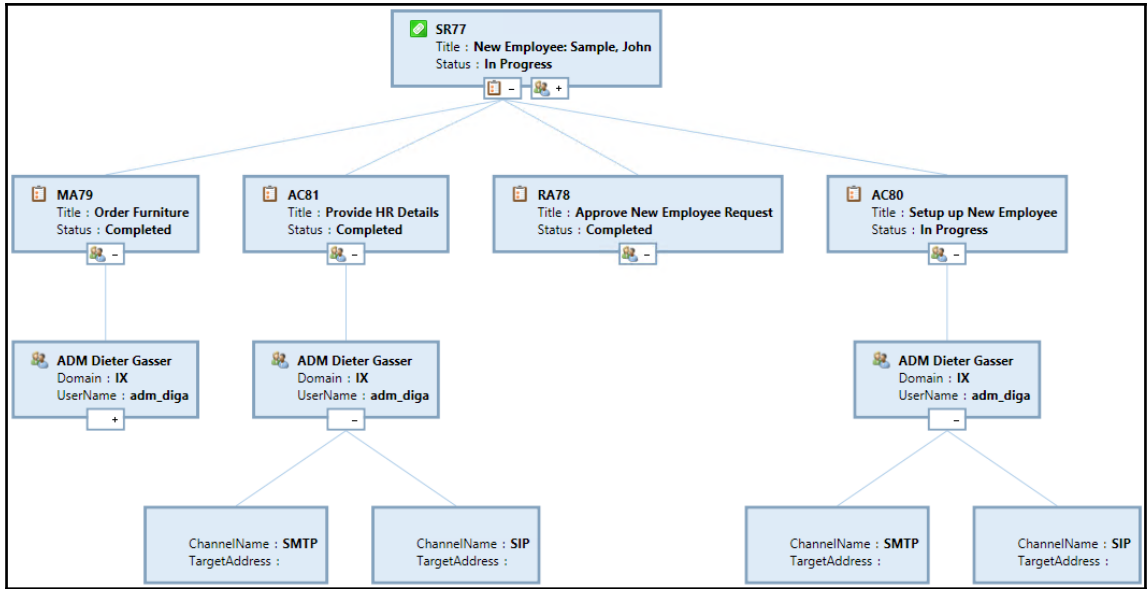 SR77
Title : New Employee: Sample, John
Status : In Progress
– +
MA79
Title : Order Furniture
Status : Completed
–
AC81
Title : Provide HR Details
Status : Completed
–
RA78
Title : Approve New Employee Request
Status : Completed
–
AC80
Title : Setup up New Employee
Status : In Progress
–
ADM Dieter Gasser
Domain : IX
UserName : adm_diga
+
ADM Dieter Gasser
Domain : IX
UserName : adm_diga
–
ADM Dieter Gasser
Domain : IX
UserName : adm_diga
–
ChannelName : SMTP
TargetAddress :
ChannelName : SIP
TargetAddress :
ChannelName : SMTP
TargetAddress :
ChannelName : SIP
TargetAddress :